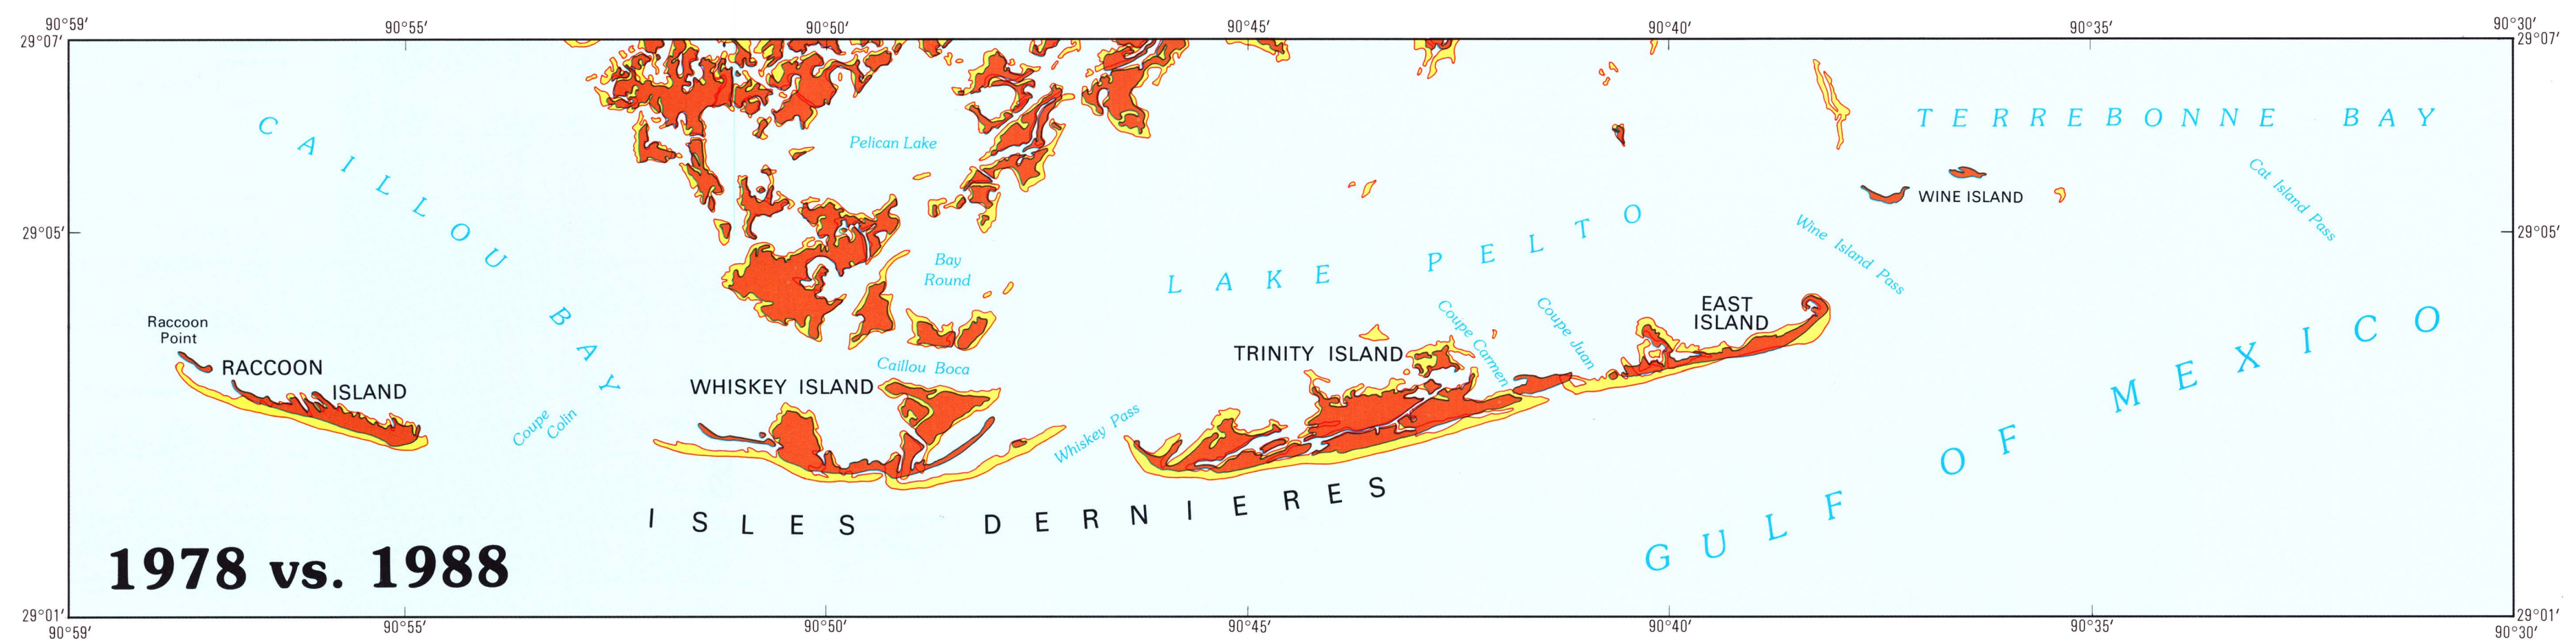 90°59′ 90°55′ 90°50′ 90°45′ 90°40′ 90°35′ 90°30′
29°07′ 29°07′
TERREBONNE BAY
CAILLOU BAY
Pelican Lake
Cat Island Pass
WINE ISLAND
Wine Island Pass
29°05′ 29°05′
LAKE PELTO
Bay
Round
Raccoon
Point
EAST
ISLAND
Coupe Carmen
Coupe Juan
GULF OF MEXICO
RACCOON
ISLAND
TRINITY ISLAND
Caillou Boca
WHISKEY ISLAND
Coupe
Colin
Whiskey Pass
ISLES DERNIERES
1978 vs. 1988
29°01′ 29°01′
90°59′ 90°55′ 90°50′ 90°45′ 90°40′ 90°35′ 90°30′